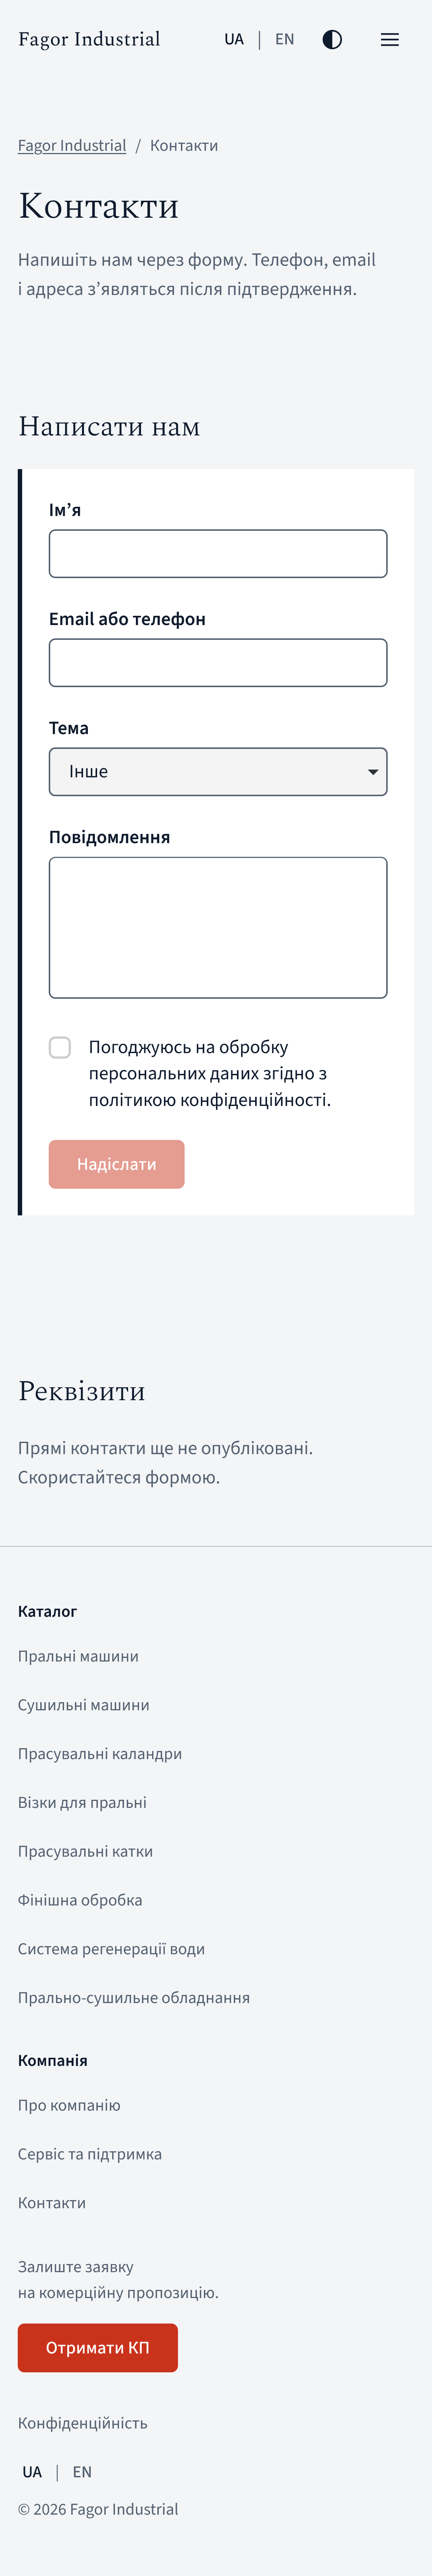 Fagor Industrial UA | EN
Fagor Industrial / Контакти
Контакти
Напишіть нам через форму. Телефон, email
і адреса з’являться після підтвердження.
Написати нам
Ім’я
Email або телефон
Тема
Інше
Повідомлення
Погоджуюсь на обробку
персональних даних згідно з
політикою конфіденційності.
Надіслати
Реквізити
Прямі контакти ще не опубліковані.
Скористайтеся формою.
Каталог
Пральні машини
Сушильні машини
Прасувальні каландри
Візки для пральні
Прасувальні катки
Фінішна обробка
Система регенерації води
Прально-сушильне обладнання
Компанія
Про компанію
Сервіс та підтримка
Контакти
Залиште заявку
на комерційну пропозицію.
Отримати КП
Конфіденційність
UA | EN
© 2026 Fagor Industrial